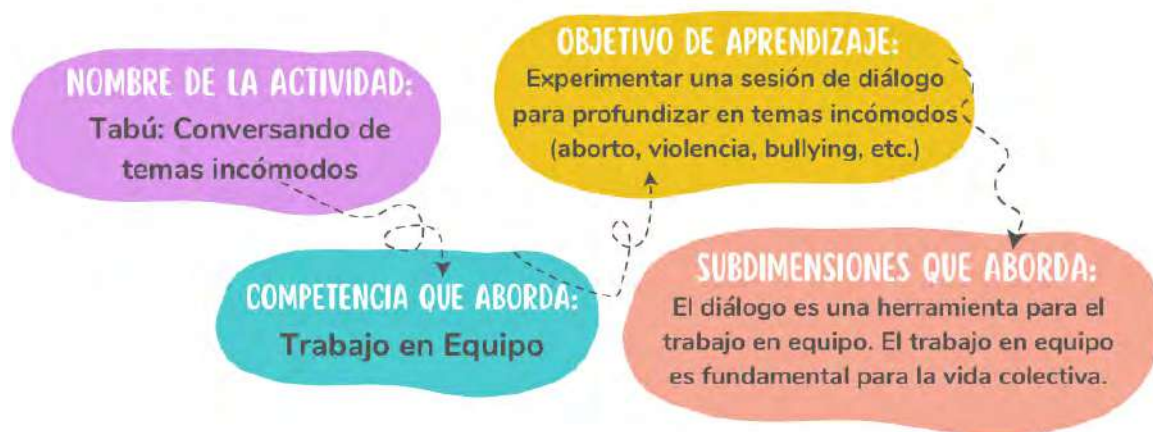 NOMBRE DE LA ACTIVIDAD:
Tabú: Conversando de
temas incómodos
COMPETENCIA QUE ABORDA:
Trabajo en Equipo
OBJETIVO DE APRENDIZAJE:
Experimentar una sesión de diálogo
para profundizar en temas incómodos
(aborto, violencia, bullying, etc.)
SUBDIMENSIONES QUE ABORDA:
El diálogo es una herramienta para el
trabajo en equipo. El trabajo en equipo
es fundamental para la vida colectiva.